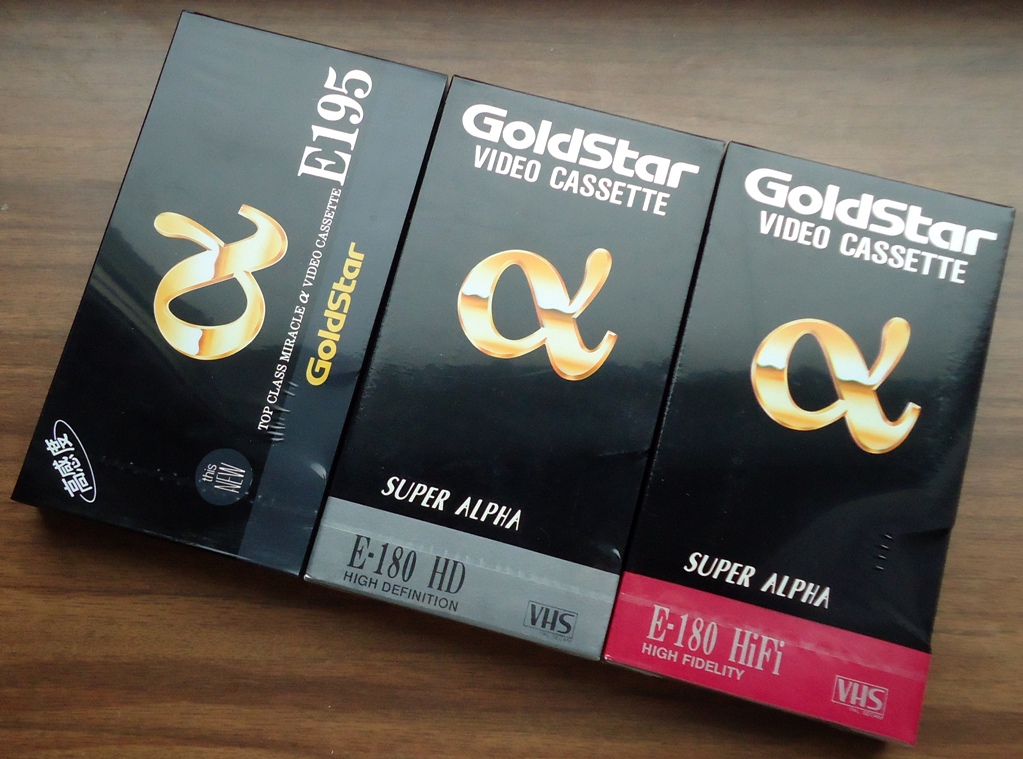 E195
TOP CLASS MIRACLE α VIDEO CASSETTE
GoldStar
α
高感度
this
NEW
GoldStar
VIDEO CASSETTE
α
SUPER ALPHA
E-180 HD
HIGH DEFINITION
VHS
GoldStar
VIDEO CASSETTE
α
SUPER ALPHA
E-180 HiFi
HIGH FIDELITY
VHS